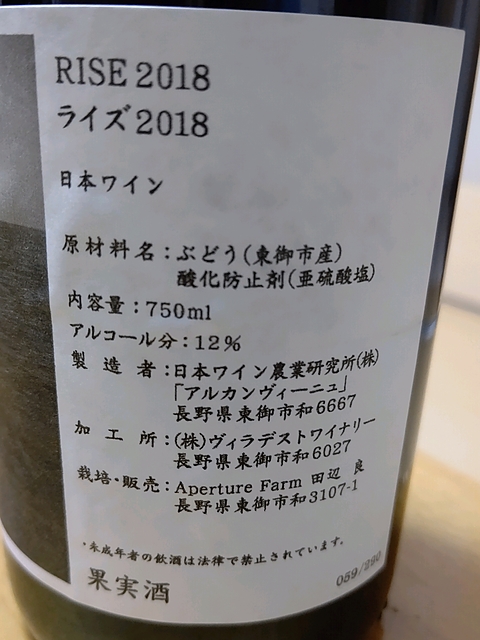 RISE 2018
ライズ2018
日本ワイン
原材料名：ぶどう(東御市産)
酸化防止剤(亜硫酸塩)
内容量：750ml
アルコール分：12%
製造者：日本ワイン農業研究所(株)
「アルカンヴィーニュ」
長野県東御市和6667
加工所：(株)ヴィラデストワイナリー
長野県東御市和6027
栽培・販売：Aperture Farm 田辺 良
長野県東御市和3107-1
・未成年者の飲酒は法律で禁止されています。
果実酒
059/290